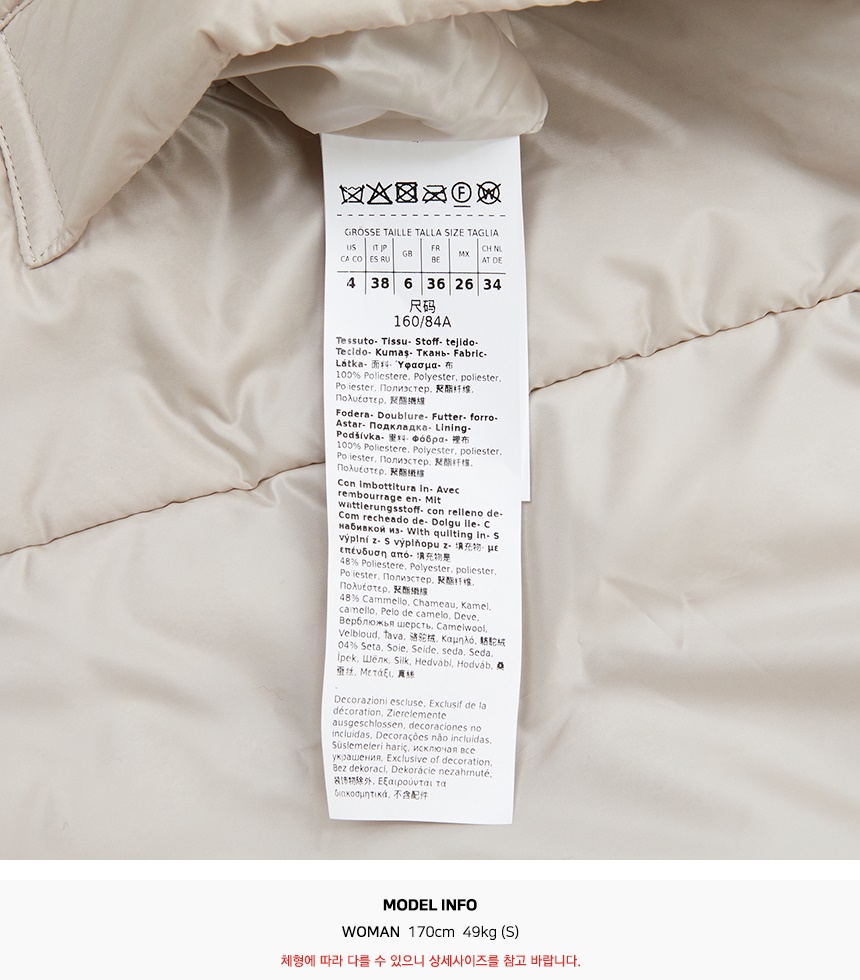 F W
GRÖSSE TAILLE TALLA SIZE TAGLIA
US IT JP GB FR MX CH NL
CA CO ES RU BE AT DE
4 38 6 36 26 34
尺码
160/84A
Tessuto- Tissu- Stoff- tejido-
Tecido- Kumaş- Ткань- Fabric-
Látka- 面料- Ύφασμα- 布
100% Poliestere, Polyester, poliester,
Poliester, Полиэстер, 聚酯纤维,
Πολυέστερ, 聚酯纖維
Fodera- Doublure- Futter- forro-
Astar- Подкладка- Lining-
Podšívka- 里料- Φόδρα- 裡布
100% Poliestere, Polyester, poliester,
Poliester, Полиэстер, 聚酯纤维,
Πολυέστερ, 聚酯纖維
Con imbottitura in- Avec
rembourrage en- Mit
wattierungsstoff- con relleno de-
Com recheado de- Dolgu ile- С
набивкой из- With quilting in- S
výplní z- S výplňou z- 填充物- με
επένδυση από- 填充物是
48% Poliestere, Polyester, poliester,
Poliester, Полиэстер, 聚酯纤维,
Πολυέστερ, 聚酯纖維
48% Cammello, Chameau, Kamel,
camello, Pelo de camelo, Deve,
Верблюжья шерсть, Camelwool,
Velbloud, Ťava, 骆驼绒, Καμηλό, 駱駝绒
04% Seta, Soie, Seide, seda, Seda,
İpek, Шёлк, Silk, Hedvábí, Hodváb, 桑
蚕丝, Μετάξι, 真絲
Decorazioni escluse, Exclusif de la
décoration, Zierelemente
ausgeschlossen, decoraciones no
incluidas, Decorações não incluidas,
Süslemeleri hariç, исключая все
украшения, Exclusive of decoration,
Bez dekorací, Dekorácie nezahrnuté,
装饰物除外, Εξαιρούνται τα
διακοσμητικά, 不含配件
MODEL INFO
WOMAN 170cm 49kg (S)
체형에 따라 다를 수 있으니 상세사이즈를 참고 바랍니다.